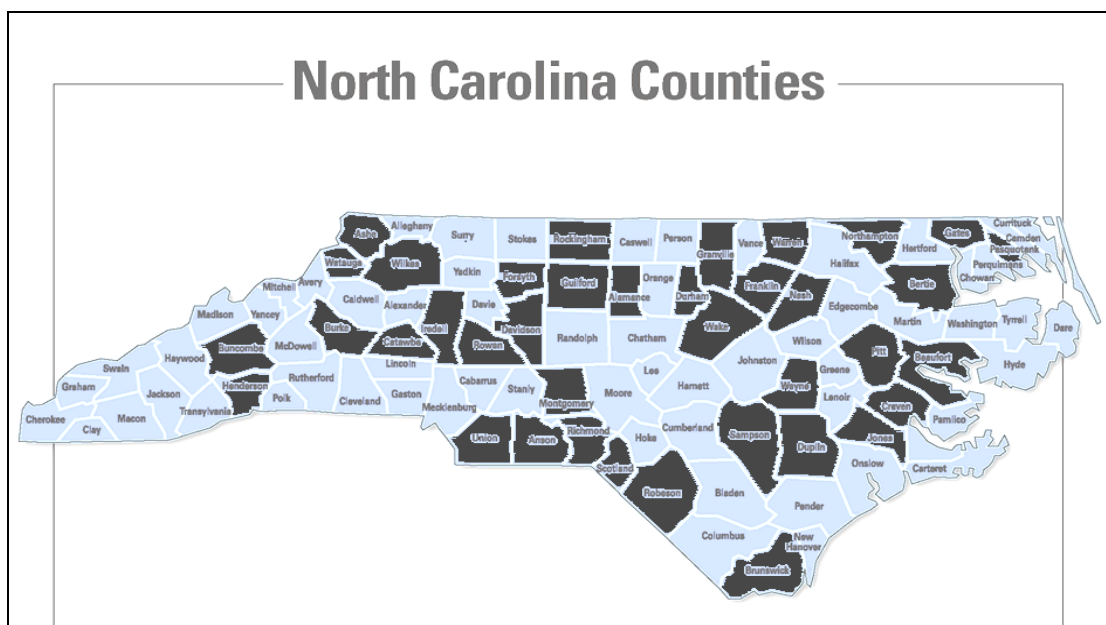 North Carolina Counties
Ashe
Alleghany
Surry
Stokes
Rockingham
Caswell
Person
Granville
Vance
Warren
Northampton
Gates
Currituck
Camden
Pasquotank
Perquimans
Chowan
Hertford
Halifax
Bertie
Watauga
Wilkes
Yadkin
Forsyth
Guilford
Alamance
Orange
Durham
Franklin
Nash
Edgecombe
Martin
Washington
Tyrrell
Dare
Mitchell
Avery
Caldwell
Alexander
Iredell
Davie
Davidson
Randolph
Chatham
Wake
Wilson
Pitt
Beaufort
Hyde
Madison
Yancey
McDowell
Burke
Catawba
Rowan
Johnston
Greene
Haywood
Buncombe
Rutherford
Lincoln
Cabarrus
Stanly
Montgomery
Moore
Lee
Harnett
Wayne
Lenoir
Craven
Pamlico
Swain
Graham
Jackson
Henderson
Polk
Cleveland
Gaston
Mecklenburg
Cherokee
Clay
Macon
Transylvania
Union
Anson
Richmond
Hoke
Cumberland
Sampson
Duplin
Jones
Onslow
Carteret
Scotland
Robeson
Bladen
Pender
Columbus
New
Hanover
Brunswick